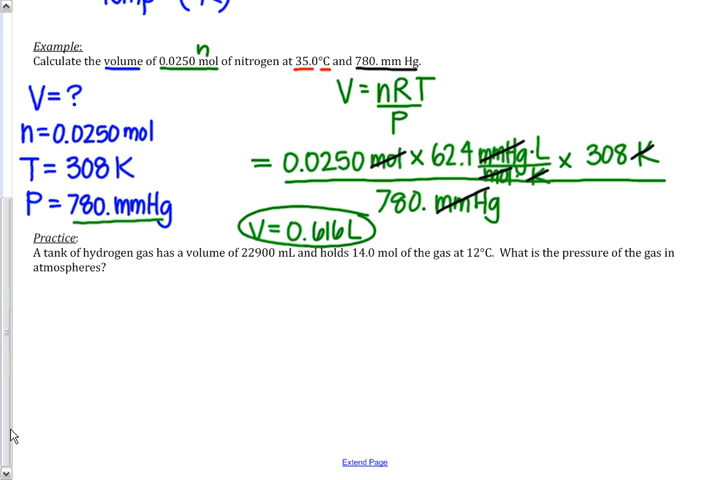 Temp (K)
Example:
n
Calculate the volume of 0.0250 mol of nitrogen at 35.0°C and 780. mm Hg.
V = ?
n = 0.0250 mol
T = 308 K
P = 780. mmHg
V = nRT
P
= 0.0250 mol × 62.4 mmHg·L × 308 K
mol · K
780. mmHg
V = 0.616 L
Practice:
A tank of hydrogen gas has a volume of 22900 mL and holds 14.0 mol of the gas at 12°C. What is the pressure of the gas in
atmospheres?
Extend Page